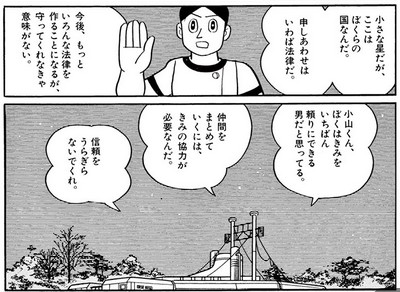 小さな星だが、
ここは
ぼくらの
国なんだ。
申しあわせは
いわば法律だ。
今後、もっと
いろんな法律を
作ることになるが、
守ってくれなきゃ
意味がない。
小山くん、
ぼくはきみを
いちばん
頼りにできる
男だと思ってる。
仲間を
まとめて
いくには、
きみの協力が
必要なんだ。
信頼を
うらぎら
ないでくれ。